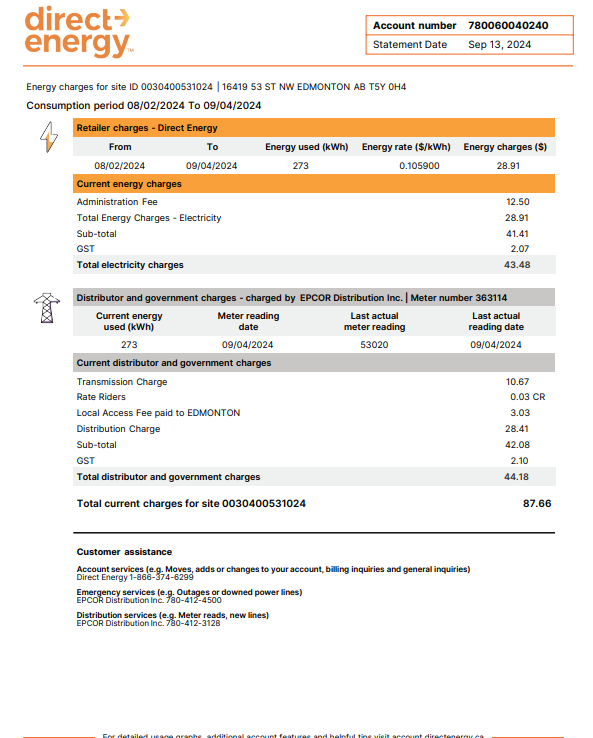 direct
energy™
Account number 780060040240
Statement Date Sep 13, 2024
Energy charges for site ID 0030400531024 | 16419 53 ST NW EDMONTON AB T5Y 0H4
Consumption period 08/02/2024 To 09/04/2024
Retailer charges - Direct Energy
From To Energy used (kWh) Energy rate ($/kWh) Energy charges ($)
08/02/2024 09/04/2024 273 0.105900 28.91
Current energy charges
Administration Fee 12.50
Total Energy Charges - Electricity 28.91
Sub-total 41.41
GST 2.07
Total electricity charges 43.48
Distributor and government charges - charged by EPCOR Distribution Inc. | Meter number 363114
Current energy Meter reading Last actual Last actual
used (kWh) date meter reading reading date
273 09/04/2024 53020 09/04/2024
Current distributor and government charges
Transmission Charge 10.67
Rate Riders 0.03 CR
Local Access Fee paid to EDMONTON 3.03
Distribution Charge 28.41
Sub-total 42.08
GST 2.10
Total distributor and government charges 44.18
Total current charges for site 0030400531024 87.66
Customer assistance
Account services (e.g. Moves, adds or changes to your account, billing inquiries and general inquiries)
Direct Energy 1-866-374-6299
Emergency services (e.g. Outages or downed power lines)
EPCOR Distribution Inc. 780-412-4500
Distribution services (e.g. Meter reads, new lines)
EPCOR Distribution Inc. 780-412-3128
For detailed usage graphs, additional account features and helpful tips visit account.directenergy.ca